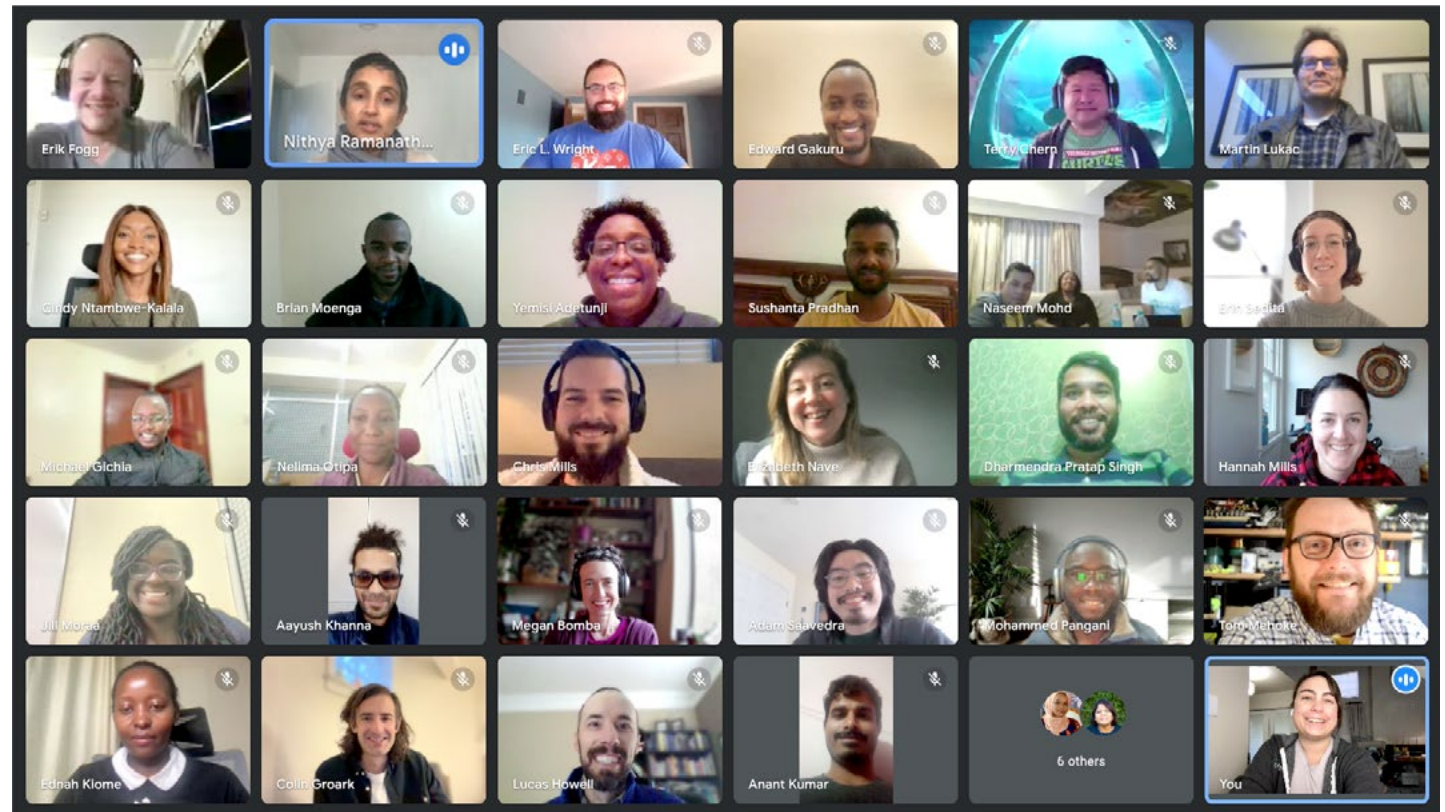 Erik Fogg
Nithya Ramanath...
Eric L. Wright
Edward Gakuru
Terry Chern
Martin Lukac
Cindy Ntambwe-Kalala
Brian Moenga
Yemisi Adetunji
Sushanta Pradhan
Naseem Mohd
Erin Sedita
Michael Gichia
Nelima Otipa
Chris Mills
Elizabeth Nave
Dharmendra Pratap Singh
Hannah Mills
Jill Moraa
Aayush Khanna
Megan Bomba
Adam Saavedra
Mohammed Pangani
Tom Mehoke
Ednah Kiome
Colin Groark
Lucas Howell
Anant Kumar
6 others
You